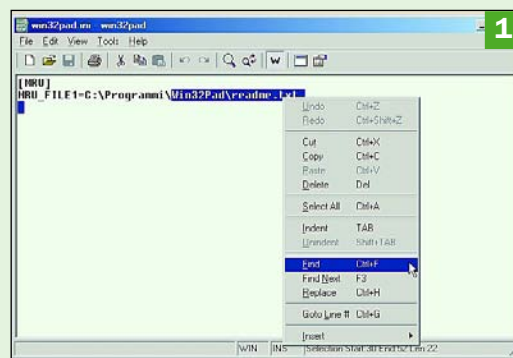 win32pad.ini - win32pad
1
File Edit View Tools Help
W
[MRU]
MRU_FILE1=C:\Programmi\Win32Pad\readme.txt
Undo Ctrl+Z
Redo Ctrl+Shift+Z
Cut Ctrl+X
Copy Ctrl+C
Paste Ctrl+V
Delete Del
Select All Ctrl+A
Indent TAB
Unindent Shift+TAB
Find Ctrl+F
Find Next F3
Replace Ctrl+H
Goto Line # Ctrl+G
Insert
WIN INS Selection Start 30 End 52 Len 22